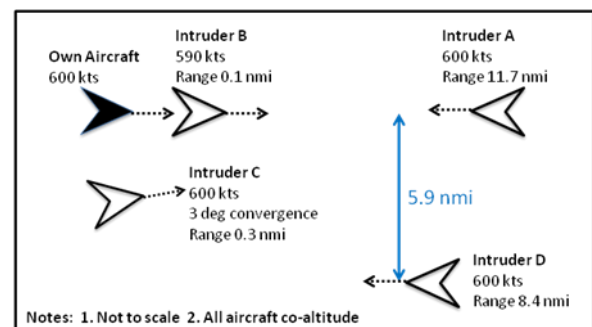 Own Aircraft
600 kts
Intruder B
590 kts
Range 0.1 nmi
Intruder A
600 kts
Range 11.7 nmi
Intruder C
600 kts
3 deg convergence
Range 0.3 nmi
5.9 nmi
Intruder D
600 kts
Range 8.4 nmi
Notes: 1. Not to scale 2. All aircraft co-altitude